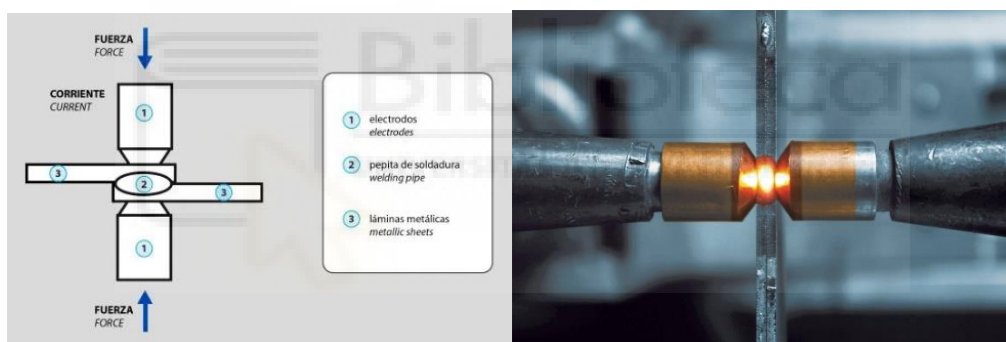 FUERZA
FORCE
CORRIENTE
CURRENT
1
3
2
3
1
FUERZA
FORCE
1 electrodos
electrodes
2 pepita de soldadura
welding pipe
3 láminas metálicas
metallic sheets
Biblioteca